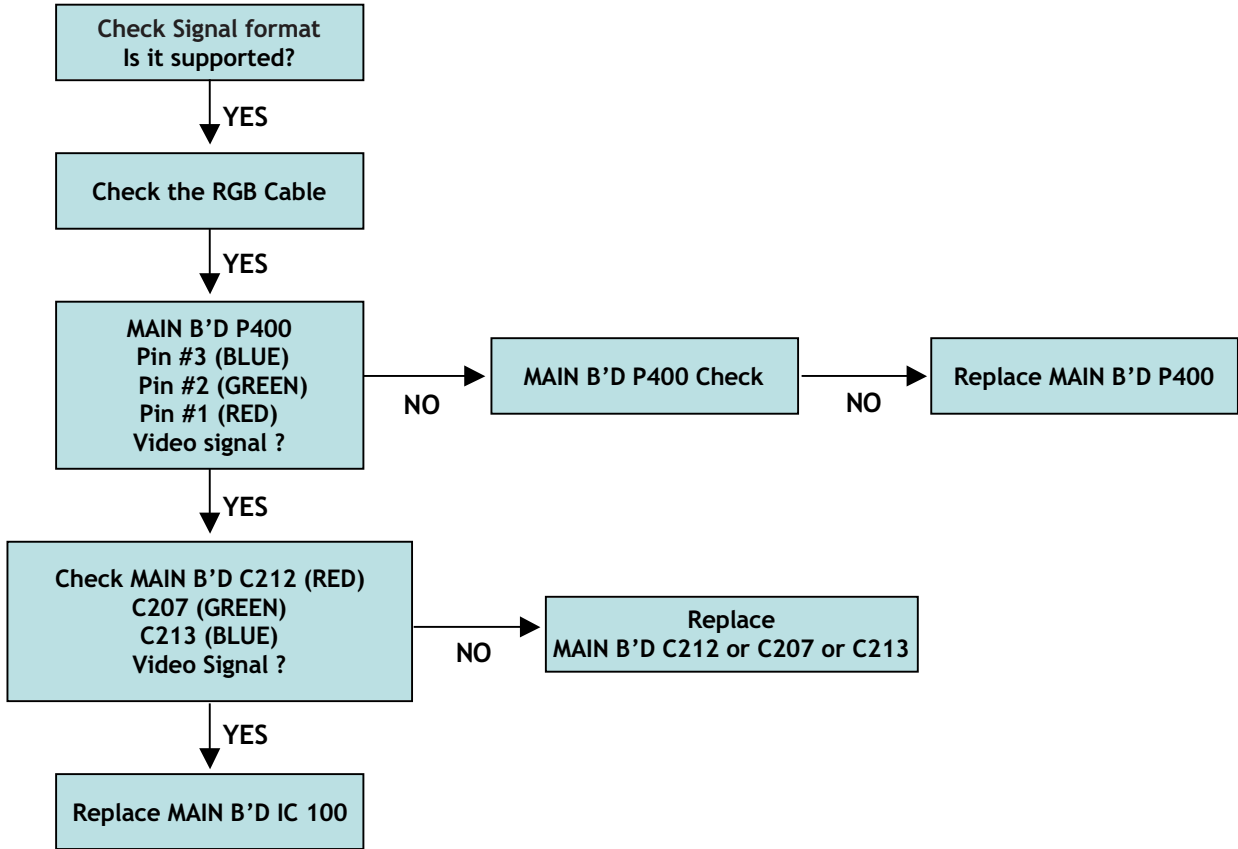 Check Signal format
Is it supported?
YES
Check the RGB Cable
YES
MAIN B’D P400
Pin #3 (BLUE)
Pin #2 (GREEN)
Pin #1 (RED)
Video signal ?
NO
MAIN B’D P400 Check
NO
Replace MAIN B’D P400
YES
Check MAIN B’D C212 (RED)
C207 (GREEN)
C213 (BLUE)
Video Signal ?
NO
Replace
MAIN B’D C212 or C207 or C213
YES
Replace MAIN B’D IC 100